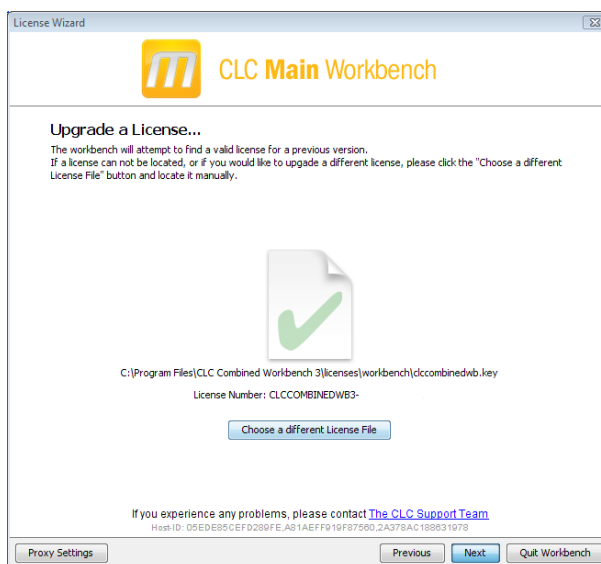 License Wizard
CLC Main Workbench
Upgrade a License...
The workbench will attempt to find a valid license for a previous version.
If a license can not be located, or if you would like to upgade a different license, please click the "Choose a different
License File" button and locate it manually.
C:\Program Files\CLC Combined Workbench 3\licenses\workbench\clccombinedwb.key
License Number: CLCCOMBINEDWB3-
Choose a different License File
If you experience any problems, please contact The CLC Support Team
Host-ID: 05EDE85CEFD289FE,A81AEFF919F87560,2A378AC188631978
Proxy Settings
Previous
Next
Quit Workbench